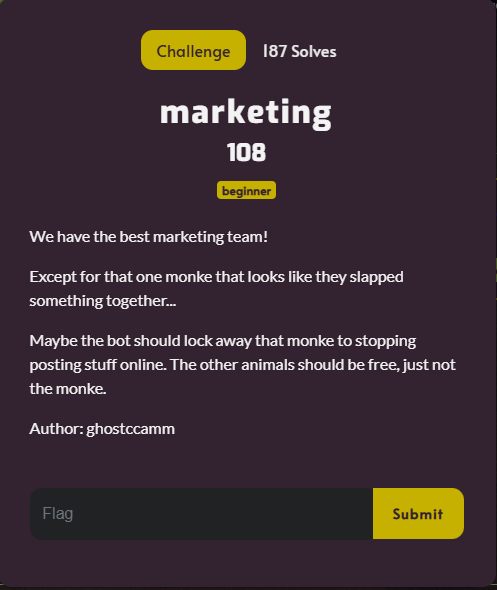 Challenge
187 Solves
marketing
108
beginner
We have the best marketing team!
Except for that one monke that looks like they slapped
something together...
Maybe the bot should lock away that monke to stopping
posting stuff online. The other animals should be free, just not
the monke.
Author: ghostccamm
Flag
Submit